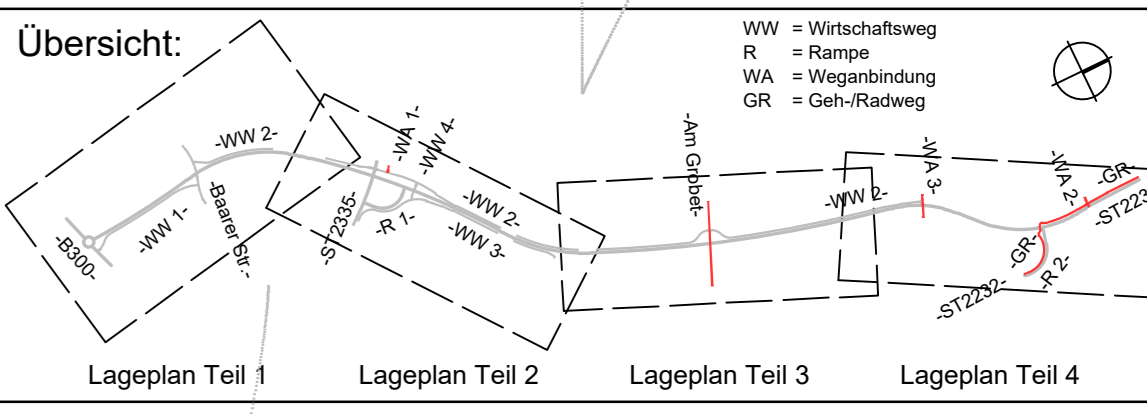 Übersicht:
WW = Wirtschaftsweg
R = Rampe
WA = Weganbindung
GR = Geh-/Radweg
-B300-
-WW 1-
-Baarer Str.-
-WW 2-
-ST2335-
-R 1-
-WA 1-
-WW 4-
-WW 2-
-WW 3-
-Am Grobet-
-WW 2-
-WA 3-
-WA 2-
-GR-
-ST223
-GR-
-R 2-
-ST2232-
Lageplan Teil 1
Lageplan Teil 2
Lageplan Teil 3
Lageplan Teil 4